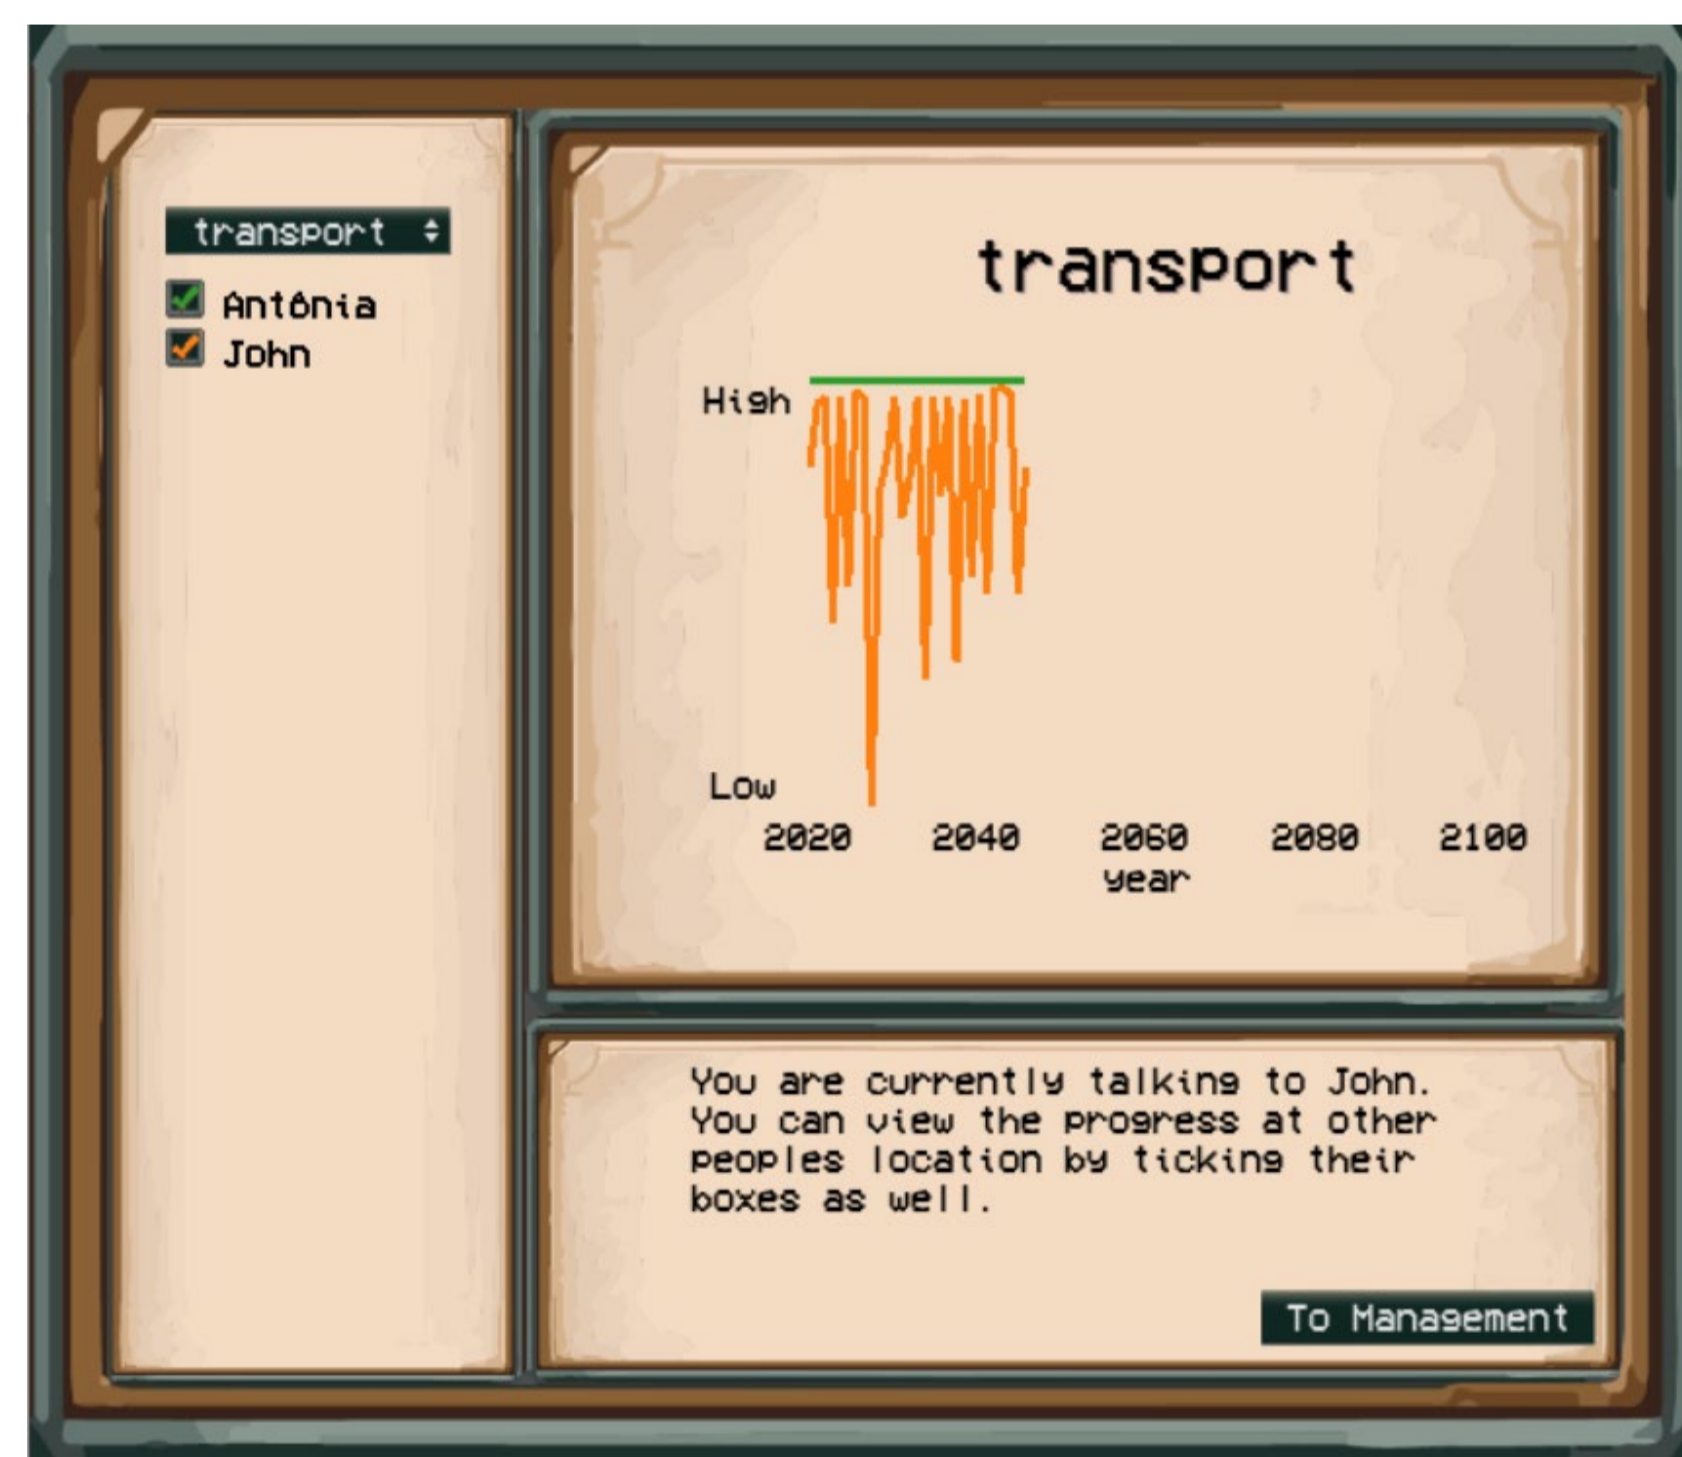 transport
Antônia
John
transport
High
Low
2020 2040 2060 2080 2100
year
You are currently talking to John.
You can view the progress at other
peoples location by ticking their
boxes as well.
To Management